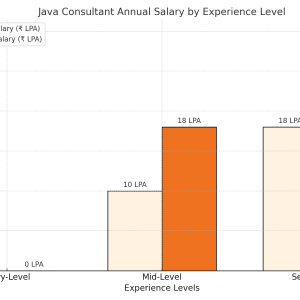 Java Consultant Annual Salary by Experience Level
alary (₹ LPA)
alary (₹ LPA)
18 LPA
18 LPA
10 LPA
0 LPA
y-Level
Mid-Level
Se
Experience Levels